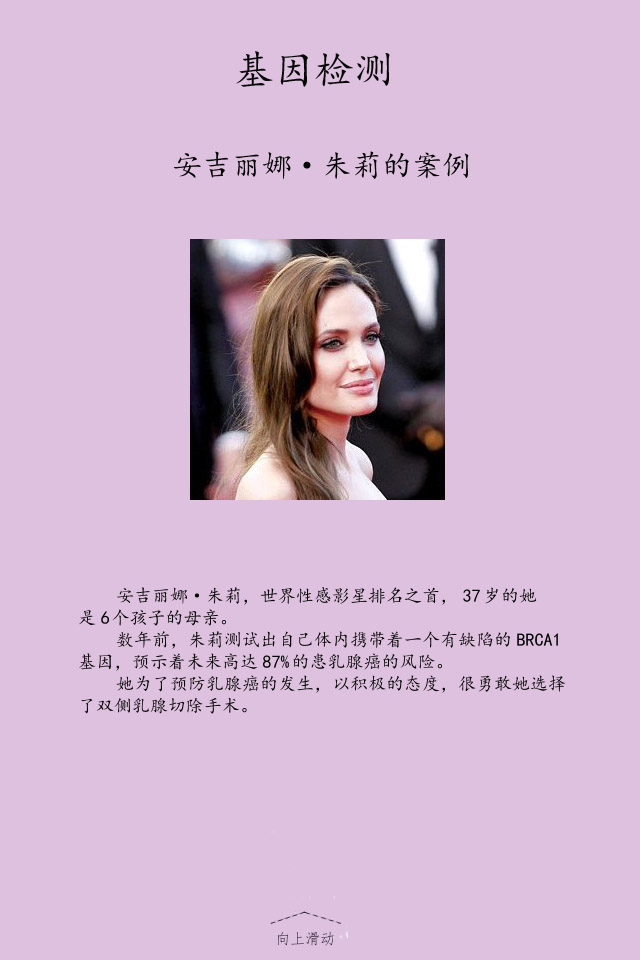 基因检测
安吉丽娜·朱莉的案例
安吉丽娜·朱莉，世界性感影星排名之首， 37岁的她
是6个孩子的母亲。
数年前，朱莉测试出自己体内携带着一个有缺陷的BRCA1
基因，预示着未来高达87%的患乳腺癌的风险。
她为了预防乳腺癌的发生，以积极的态度，很勇敢她选择
了双侧乳腺切除手术。
向上滑动